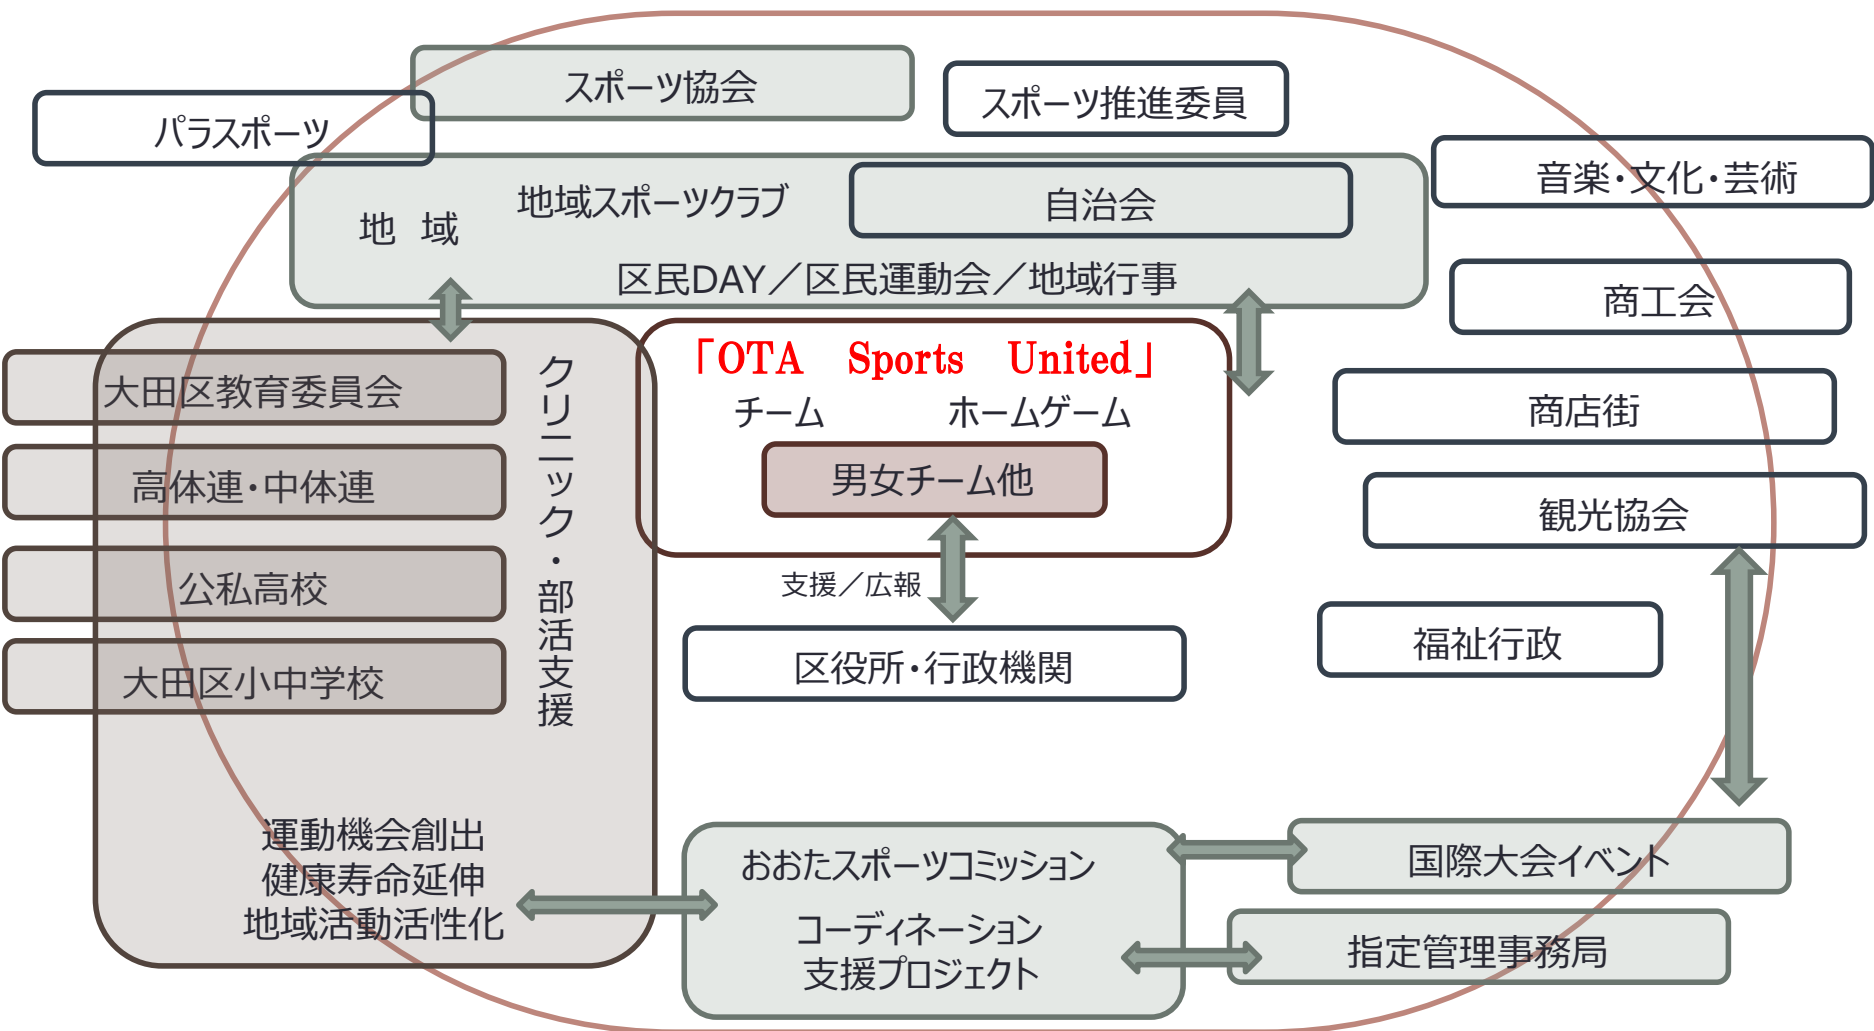 スポーツ協会
スポーツ推進委員
パラスポーツ
音楽・文化・芸術
地域スポーツクラブ
自治会
地　域
区民DAY／区民運動会／地域行事
商工会
「OTA　Sports　United」
チーム　ホームゲーム
男女チーム他
商店街
観光協会
大田区教育委員会
高体連・中体連
公私高校
大田区小中学校
クリニック・部活支援
支援／広報
区役所・行政機関
福祉行政
運動機会創出
健康寿命延伸
地域活動活性化
おおたスポーツコミッション
コーディネーション
支援プロジェクト
国際大会イベント
指定管理事務局